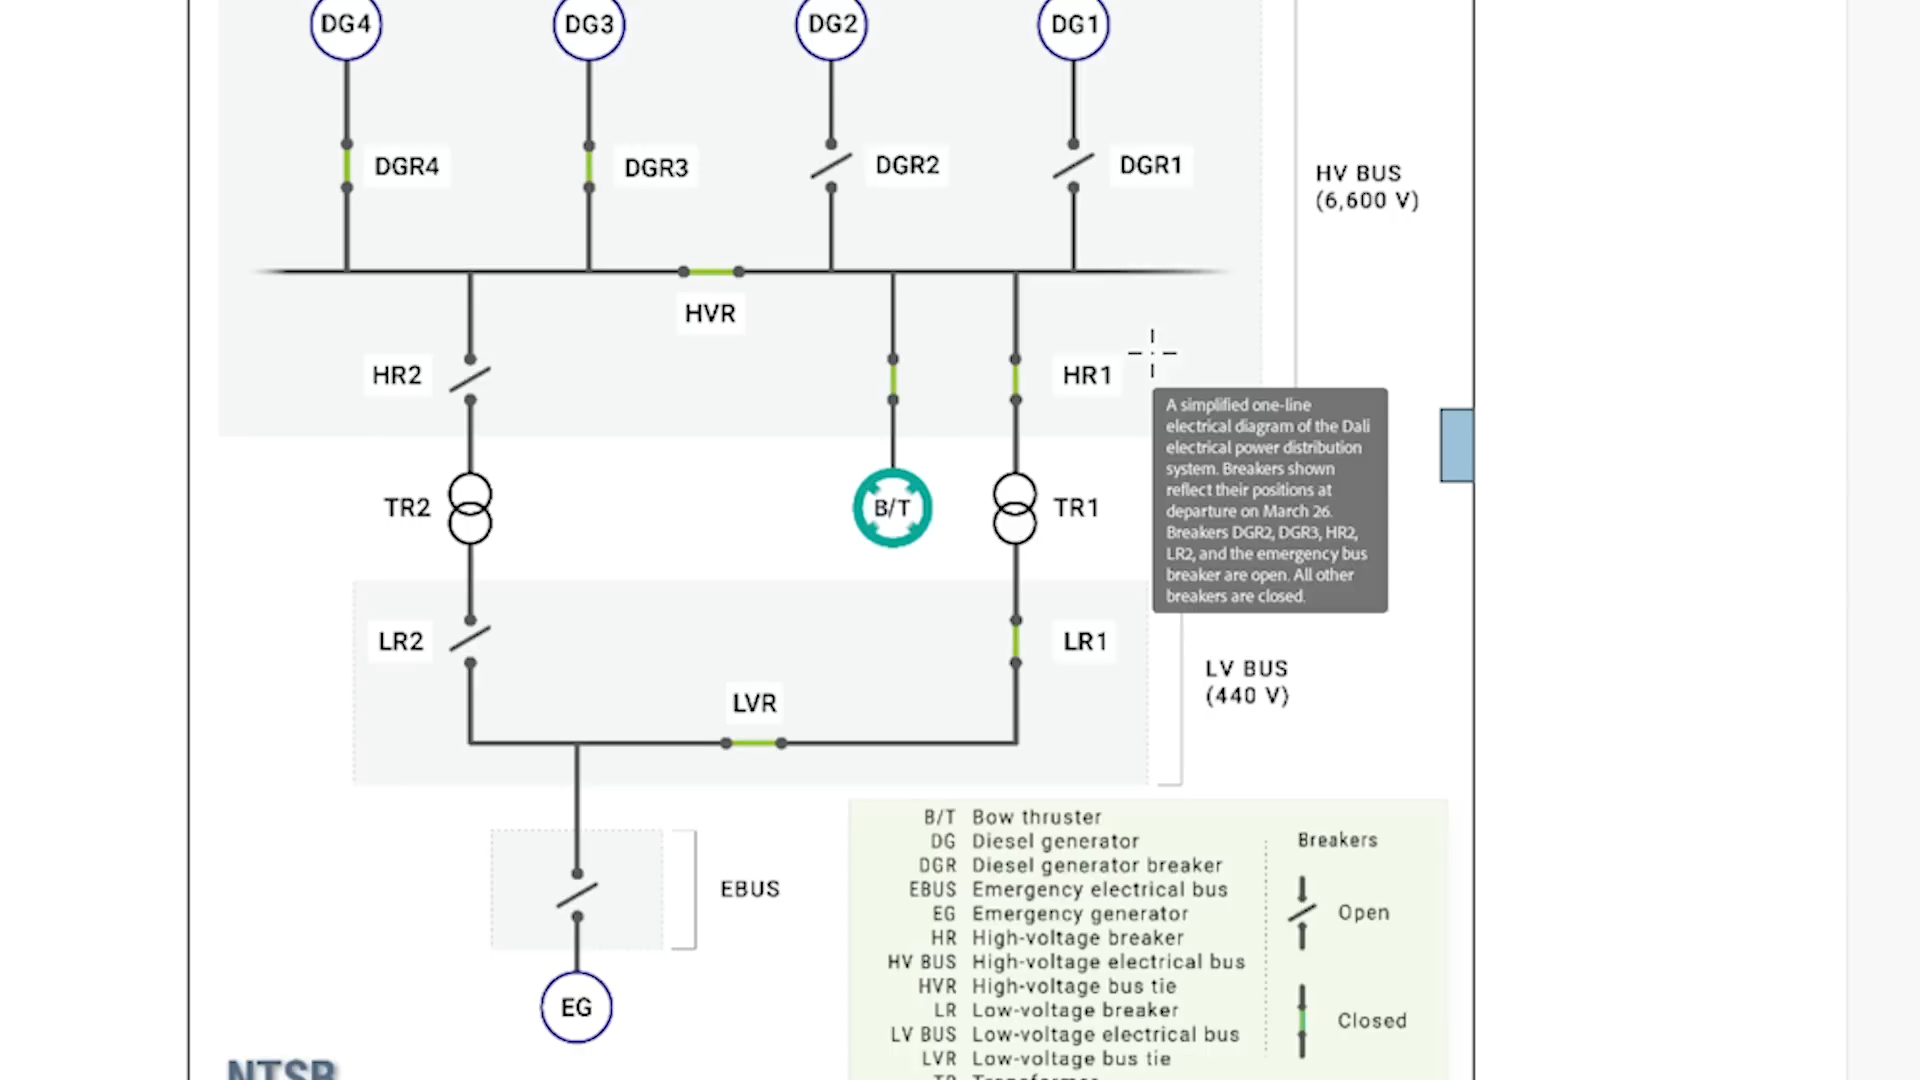 DG4
DG3
DG2
DG1
DGR4
DGR3
DGR2
DGR1
HV BUS
(6,600 V)
HVR
HR2
HR1
A simplified one-line
electrical diagram of the Dali
electrical power distribution
system. Breakers shown
reflect their positions at
departure on March 26.
Breakers DGR2, DGR3, HR2,
LR2, and the emergency bus
breaker are open. All other
breakers are closed.
TR2
B/T
TR1
LR2
LR1
LVR
LV BUS
(440 V)
EBUS
EG
B/T Bow thruster
DG Diesel generator
DGR Diesel generator breaker
EBUS Emergency electrical bus
EG Emergency generator
HR High-voltage breaker
HV BUS High-voltage electrical bus
HVR High-voltage bus tie
LR Low-voltage breaker
LV BUS Low-voltage electrical bus
LVR Low-voltage bus tie
TR Transformer
Breakers
Open
Closed
NTSB